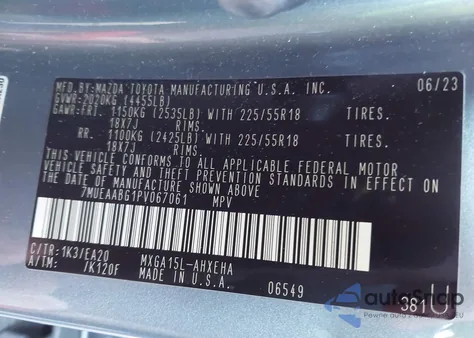 MFD.BY:MAZDA TOYOTA MANUFACTURING U.S.A. INC. 06/23
GVWR:2020KG (4455LB)
GAWR:FRT. 1150KG (2535LB) WITH 225/55R18 TIRES.
18X7J RIMS.
RR. 1100KG (2425LB) WITH 225/55R18 TIRES.
18X7J RIMS.
THIS VEHICLE CONFORMS TO ALL APPLICABLE FEDERAL MOTOR
VEHICLE SAFETY AND THEFT PREVENTION STANDARDS IN EFFECT ON
THE DATE OF MANUFACTURE SHOWN ABOVE.
7MUEAABG1PV067061 MPV
C/TR:1K3/EA20 MXGA15L-AHXEHA
A/TM: /K120F MADE IN U.S.A. 06549 381U
autoSnap